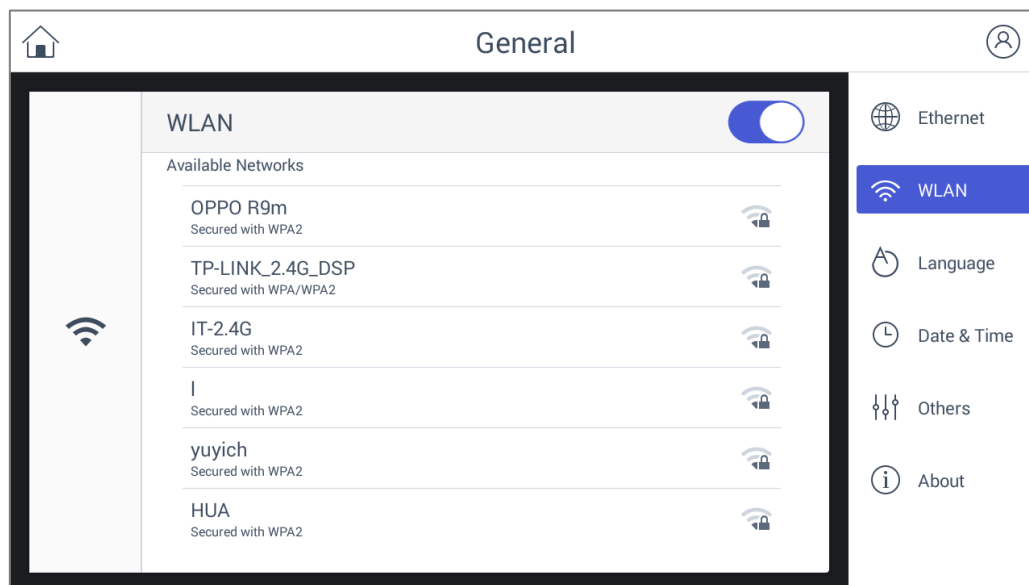 General
WLAN
Available Networks
OPPO R9m
Secured with WPA2
TP-LINK_2.4G_DSP
Secured with WPA/WPA2
IT-2.4G
Secured with WPA2
l
Secured with WPA2
yuyich
Secured with WPA2
HUA
Secured with WPA2
Ethernet
WLAN
Language
Date & Time
Others
About